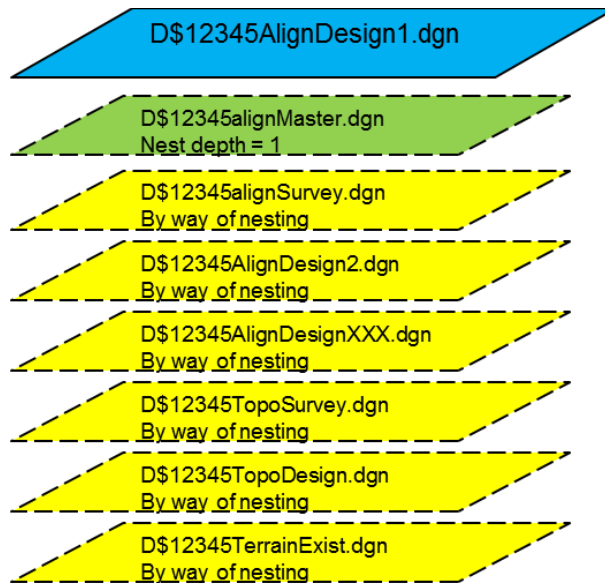 D$12345AlignDesign1.dgn
D$12345alignMaster.dgn
Nest depth = 1
D$12345alignSurvey.dgn
By way of nesting
D$12345AlignDesign2.dgn
By way of nesting
D$12345AlignDesignXXX.dgn
By way of nesting
D$12345TopoSurvey.dgn
By way of nesting
D$12345TopoDesign.dgn
By way of nesting
D$12345TerrainExist.dgn
By way of nesting